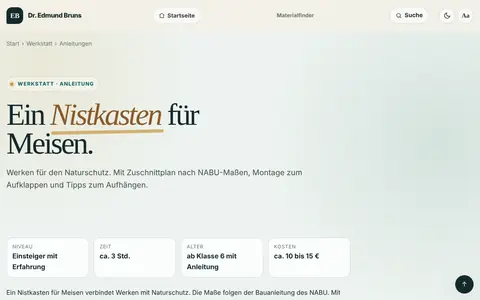 EB Dr. Edmund Bruns Startseite Materialfinder Suche Aa
Start › Werkstatt › Anleitungen
WERKSTATT · ANLEITUNG
Ein Nistkasten für
Meisen.
Werken für den Naturschutz. Mit Zuschnittplan nach NABU-Maßen, Montage zum
Aufklappen und Tipps zum Aufhängen.
NIVEAU
Einsteiger mit
Erfahrung
ZEIT
ca. 3 Std.
ALTER
ab Klasse 6 mit
Anleitung
KOSTEN
ca. 10 bis 15 €
Ein Nistkasten für Meisen verbindet Werken mit Naturschutz. Die Maße folgen der Bauanleitung des NABU. Mit